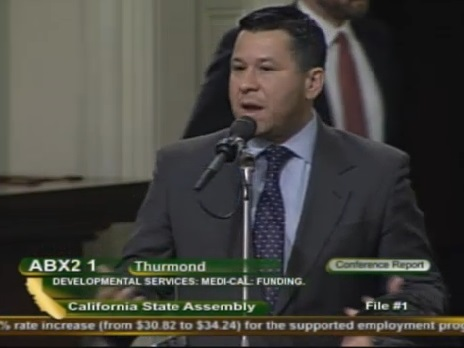 ABX2 1 Thurmond Conference Report
DEVELOPMENTAL SERVICES: MEDI-CAL: FUNDING.
California State Assembly File #1
% rate increase (from $30.82 to $34.24) for the supported employment